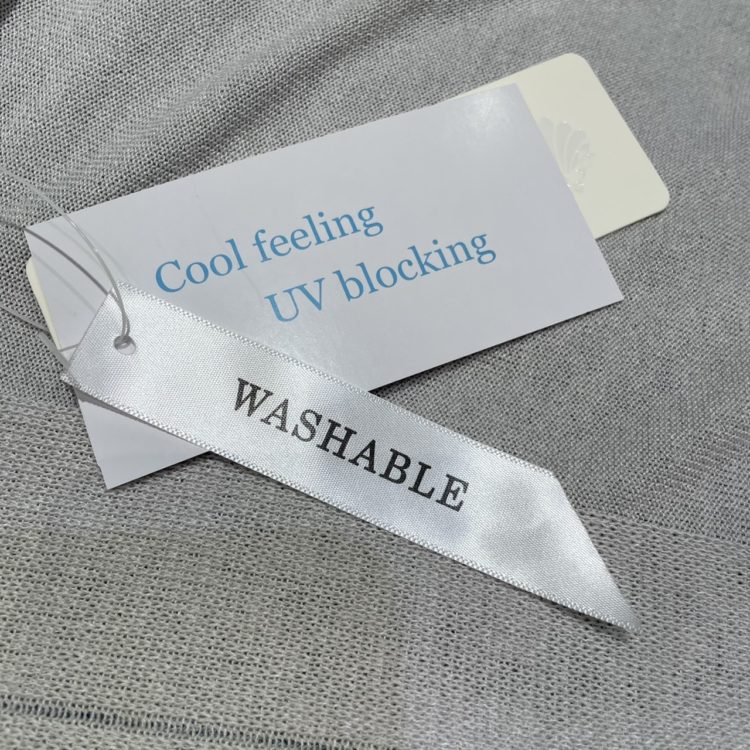 Cool feeling
UV blocking
WASHABLE